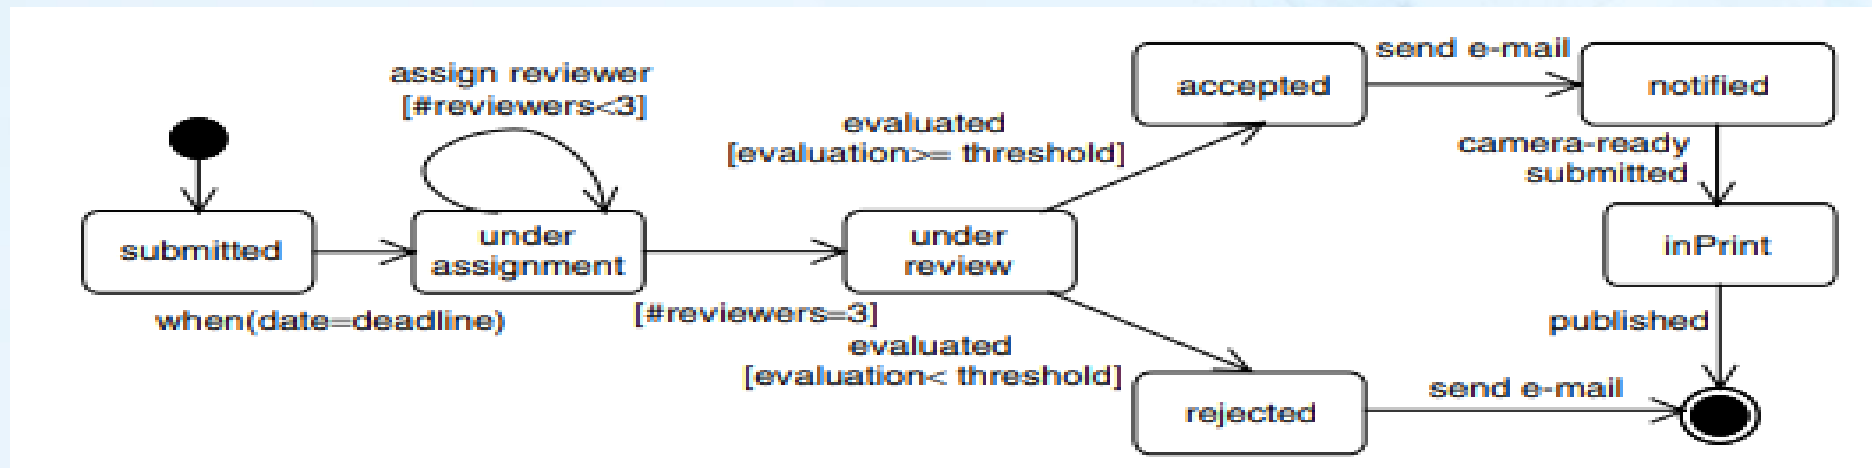 assign reviewer
[#reviewers<3]
submitted
when(date=deadline)
under
assignment
[#reviewers=3]
under
review
evaluated
[evaluation>= threshold]
accepted
send e-mail
notified
camera-ready
submitted
inPrint
published
evaluated
[evaluation< threshold]
rejected
send e-mail